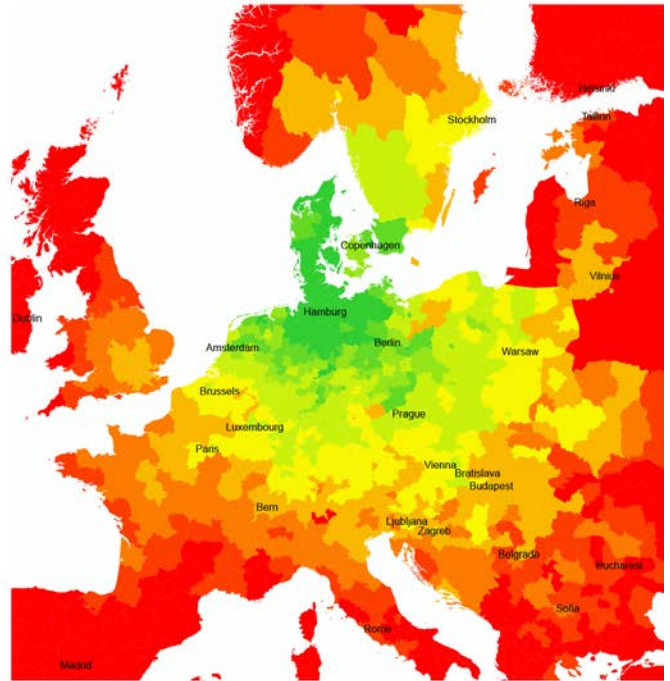 Helsinki
Tallinn
Stockholm
Riga
Copenhagen
Vilnius
Hamburg
Dublin
Berlin
Amsterdam
Warsaw
Brussels
Prague
Luxembourg
Paris
Vienna
Bratislava
Budapest
Bern
Ljubljana
Zagreb
Belgrada
Bucharest
Sofia
Rome
Madrid